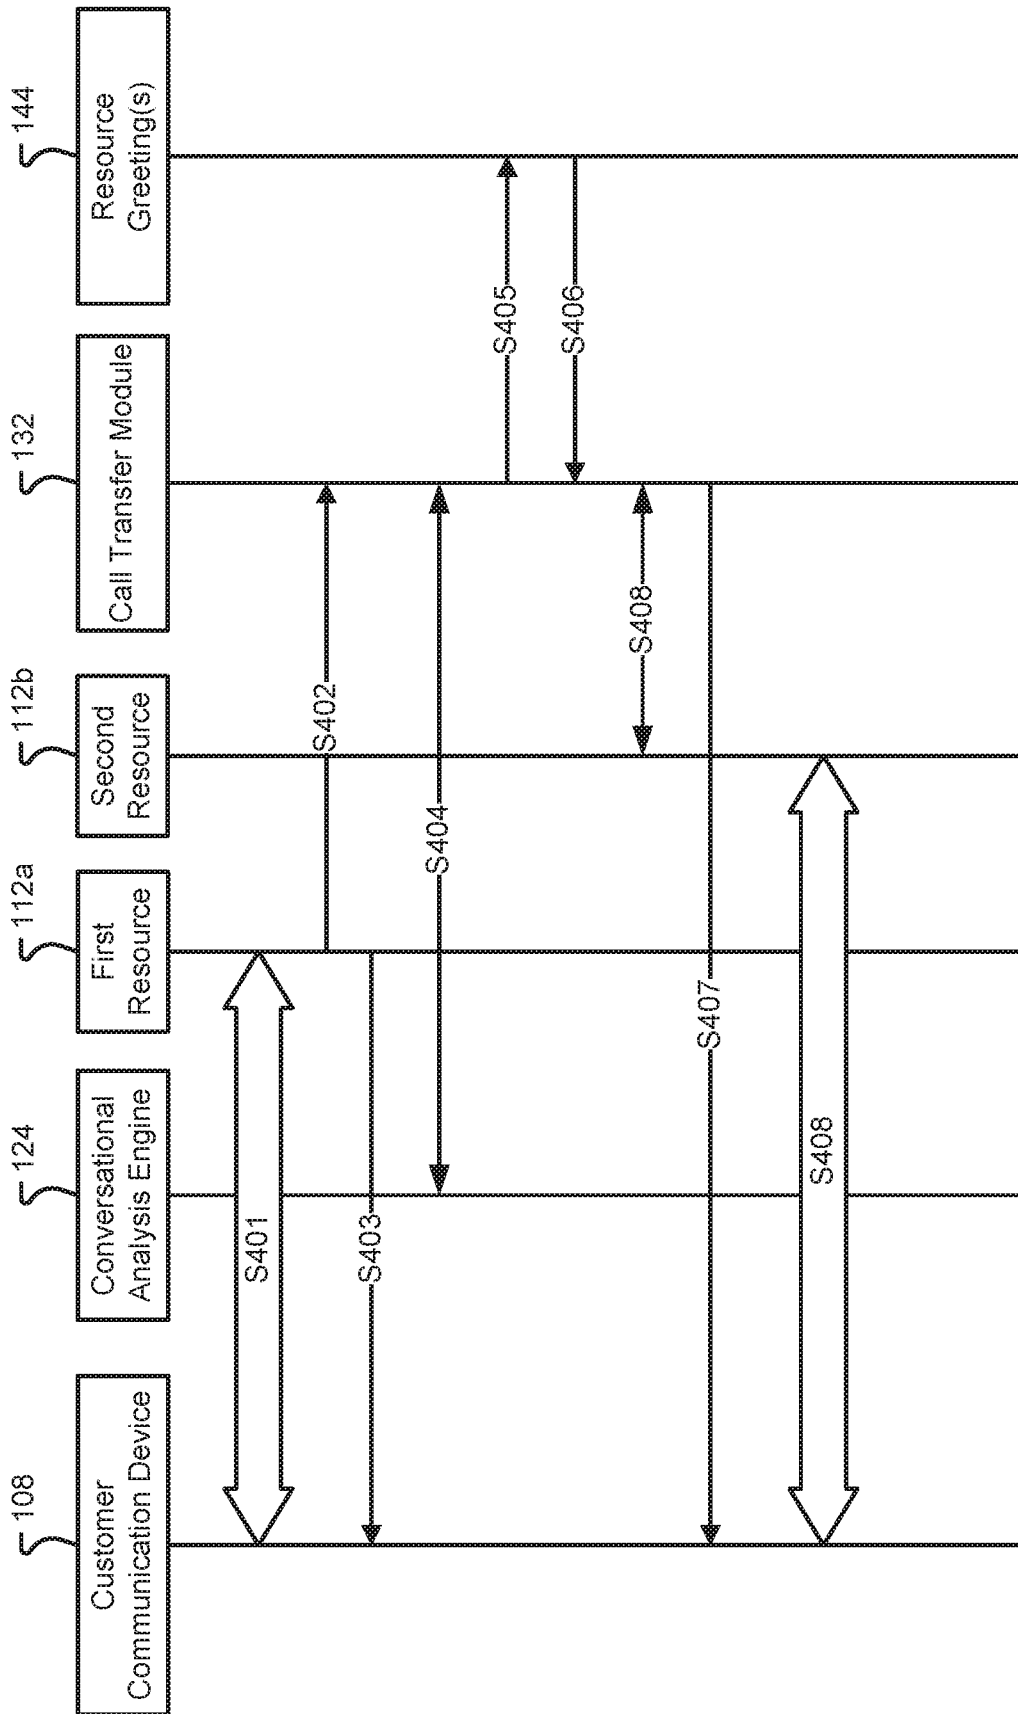 108
Customer
Communication Device
124
Conversational
Analysis Engine
112a
First
Resource
112b
Second
Resource
132
Call Transfer Module
144
Resource
Greeting(s)
S401
S402
S403
S404
S405
S406
S408
S407
S408